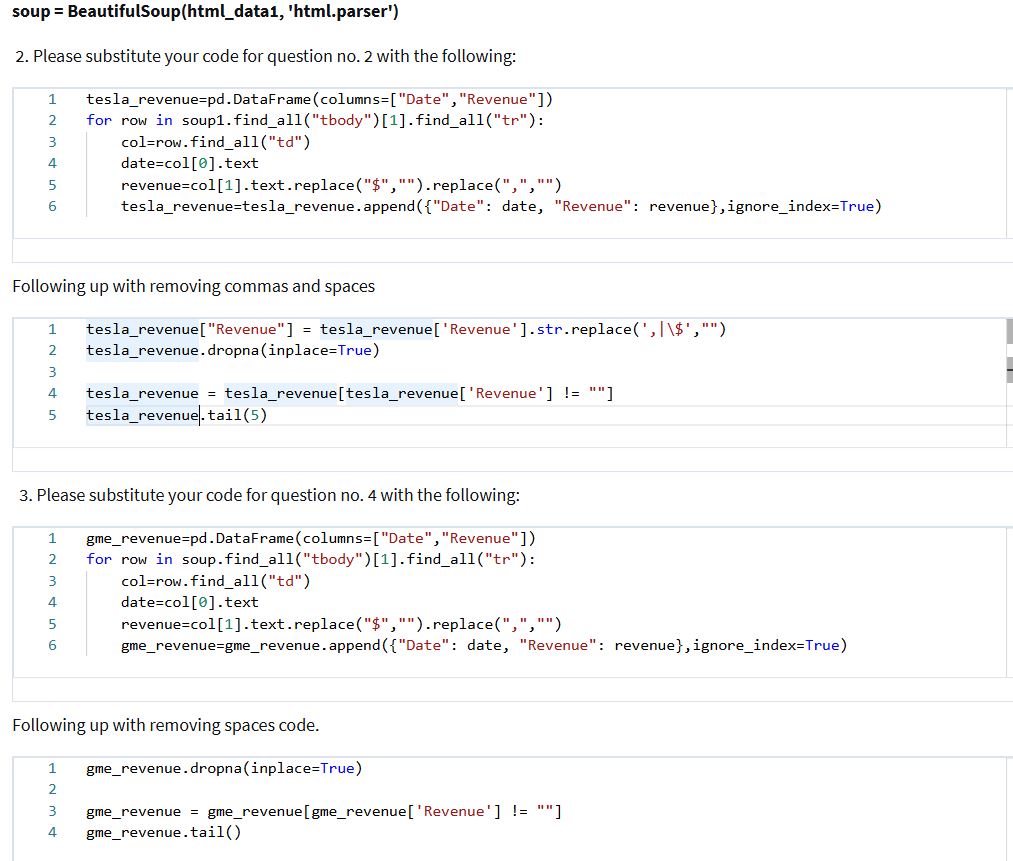 soup = BeautifulSoup(html_data1, 'html.parser')
2. Please substitute your code for question no. 2 with the following:
1 tesla_revenue=pd.DataFrame(columns=["Date","Revenue"])
2 for row in soup1.find_all("tbody")[1].find_all("tr"):
3     col=row.find_all("td")
4     date=col[0].text
5     revenue=col[1].text.replace("$","").replace(",","")
6     tesla_revenue=tesla_revenue.append({"Date": date, "Revenue": revenue},ignore_index=True)
Following up with removing commas and spaces
1 tesla_revenue["Revenue"] = tesla_revenue['Revenue'].str.replace(',|\$',"")
2 tesla_revenue.dropna(inplace=True)
3
4 tesla_revenue = tesla_revenue[tesla_revenue['Revenue'] != ""]
5 tesla_revenue.tail(5)
3. Please substitute your code for question no. 4 with the following:
1 gme_revenue=pd.DataFrame(columns=["Date","Revenue"])
2 for row in soup.find_all("tbody")[1].find_all("tr"):
3     col=row.find_all("td")
4     date=col[0].text
5     revenue=col[1].text.replace("$","").replace(",","")
6     gme_revenue=gme_revenue.append({"Date": date, "Revenue": revenue},ignore_index=True)
Following up with removing spaces code.
1 gme_revenue.dropna(inplace=True)
2
3 gme_revenue = gme_revenue[gme_revenue['Revenue'] != ""]
4 gme_revenue.tail()